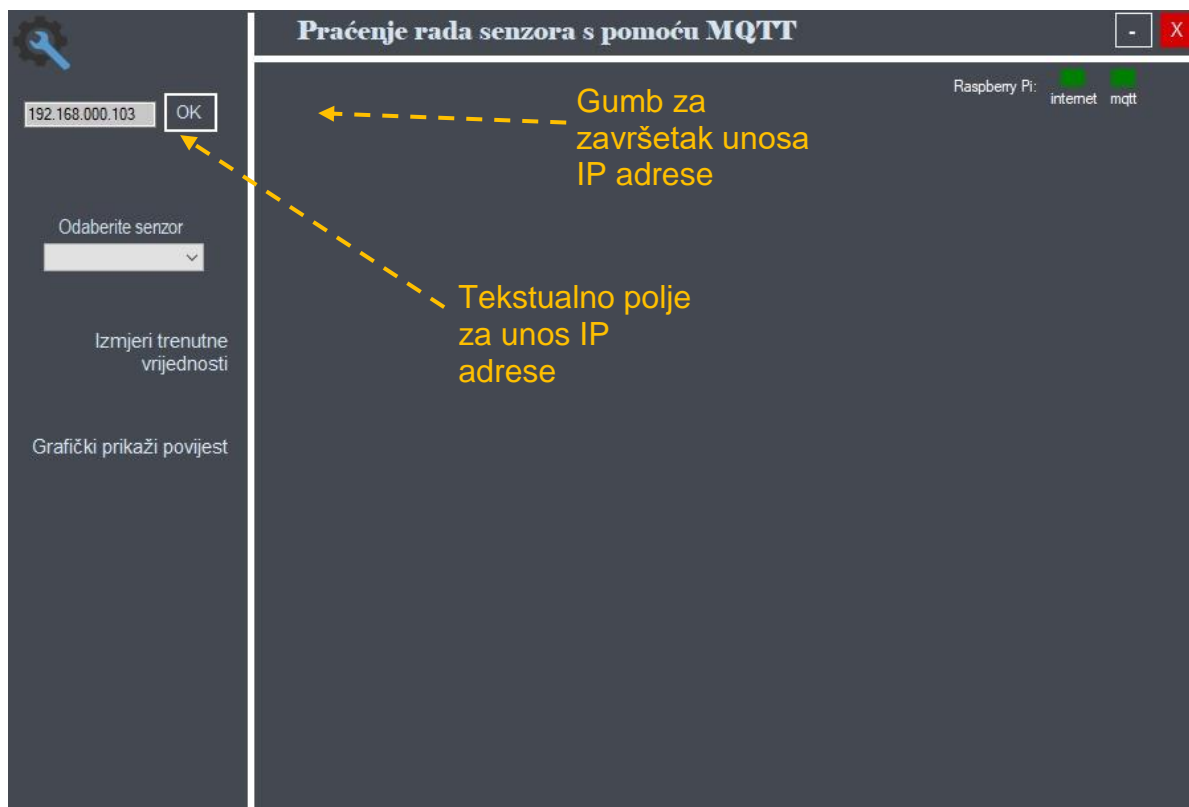 Praćenje rada senzora s pomoću MQTT
-
X
192.168.000.103
OK
Raspberry Pi:
internet
mqtt
Gumb za
završetak unosa
IP adrese
Odaberite senzor
Tekstualno polje
za unos IP
adrese
Izmjeri trenutne
vrijednosti
Grafički prikaži povijest